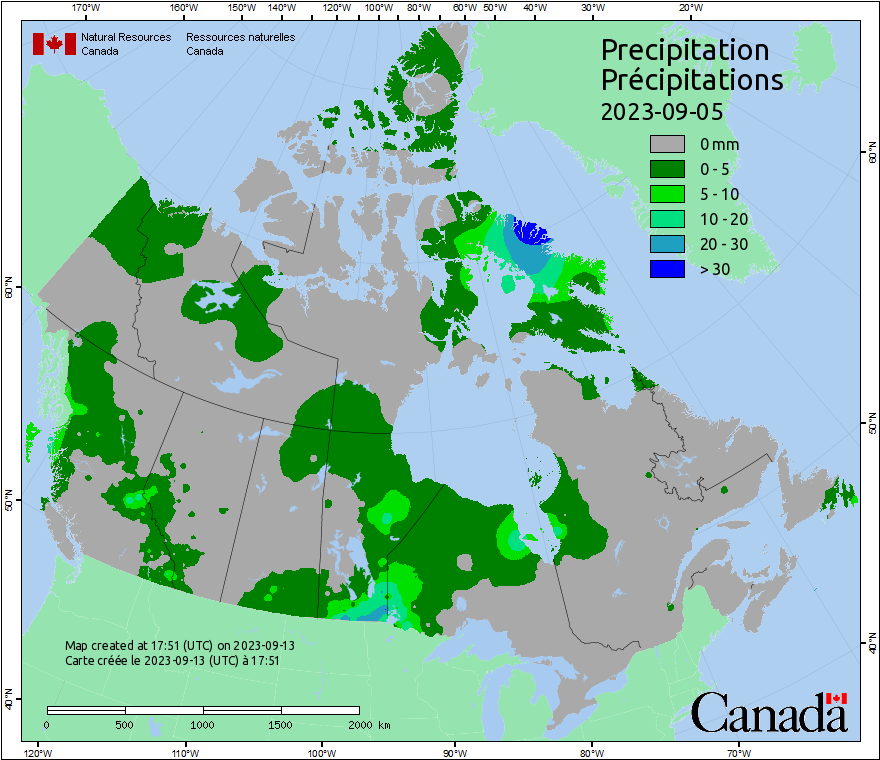 170°W 160°W 150°W 140°W 120°W 100°W 80°W 60°W 50°W 40°W 30°W 20°W
Natural Resources Ressources naturelles
Canada Canada
Precipitation
Précipitations
2023-09-05
0 mm
0 - 5
5 - 10
10 - 20
20 - 30
> 30
60°N
60°N
50°N
50°N
40°N
40°N
Map created at 17:51 (UTC) on 2023-09-13
Carte créée le 2023-09-13 (UTC) à 17:51
0 500 1000 1500 2000 km
Canada
120°W 110°W 100°W 90°W 80°W 70°W